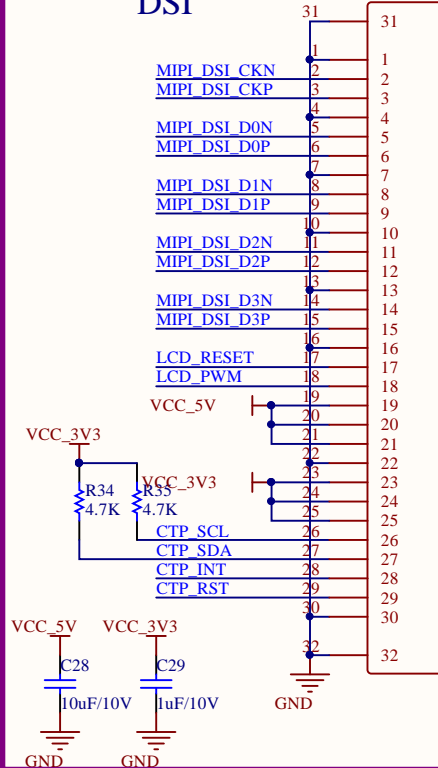 DSI
31 31
1 1
MIPI_DSI_CKN 2 2
MIPI_DSI_CKP 3 3
4 4
MIPI_DSI_D0N 5 5
MIPI_DSI_D0P 6 6
7 7
MIPI_DSI_D1N 8 8
MIPI_DSI_D1P 9 9
10 10
MIPI_DSI_D2N 11 11
MIPI_DSI_D2P 12 12
13 13
MIPI_DSI_D3N 14 14
MIPI_DSI_D3P 15 15
16 16
LCD_RESET 17 17
LCD_PWM 18 18
VCC_5V 19 19
20 20
VCC_3V3 21 21
22 22
VCC_3V3 23 23
R34 R35 24 24
4.7K 4.7K 25 25
CTP_SCL 26 26
CTP_SDA 27 27
CTP_INT 28 28
CTP_RST 29 29
30 30
VCC_5V VCC_3V3
32 32
C28 C29
10uF/10V 1uF/10V GND
GND GND